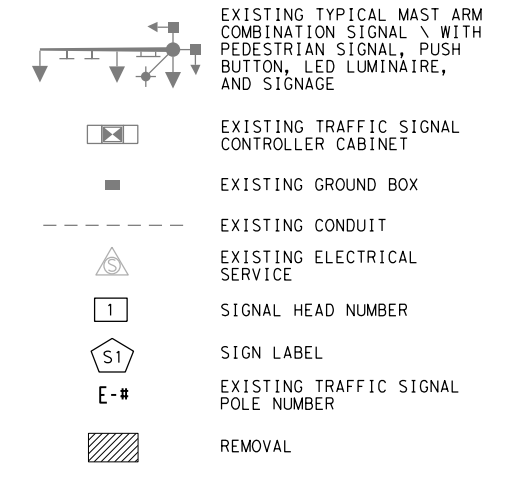 EXISTING TYPICAL MAST ARM
COMBINATION SIGNAL \ WITH
PEDESTRIAN SIGNAL, PUSH
BUTTON, LED LUMINAIRE,
AND SIGNAGE
EXISTING TRAFFIC SIGNAL
CONTROLLER CABINET
EXISTING GROUND BOX
EXISTING CONDUIT
S
EXISTING ELECTRICAL
SERVICE
1
SIGNAL HEAD NUMBER
S1
SIGN LABEL
E-#
EXISTING TRAFFIC SIGNAL
POLE NUMBER
REMOVAL